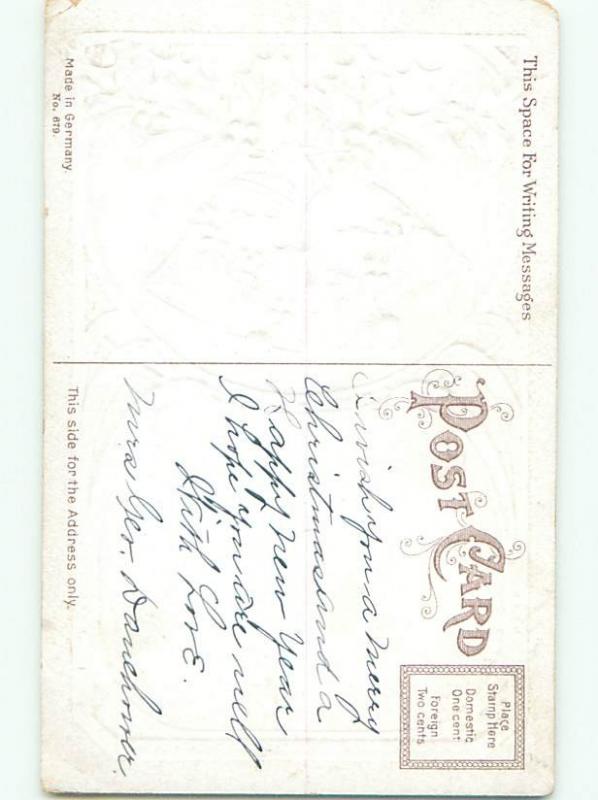 This Space For Writing Messages
POST CARD
Place
Stamp Here
Domestic
One cent
Foreign
Two cents
I wish you a Merry
Christmas and a
Happy New Year
I hope you are well
With Love.
Mrs. Geo.
This side for the Address only.
Made in Germany.
No. 679.